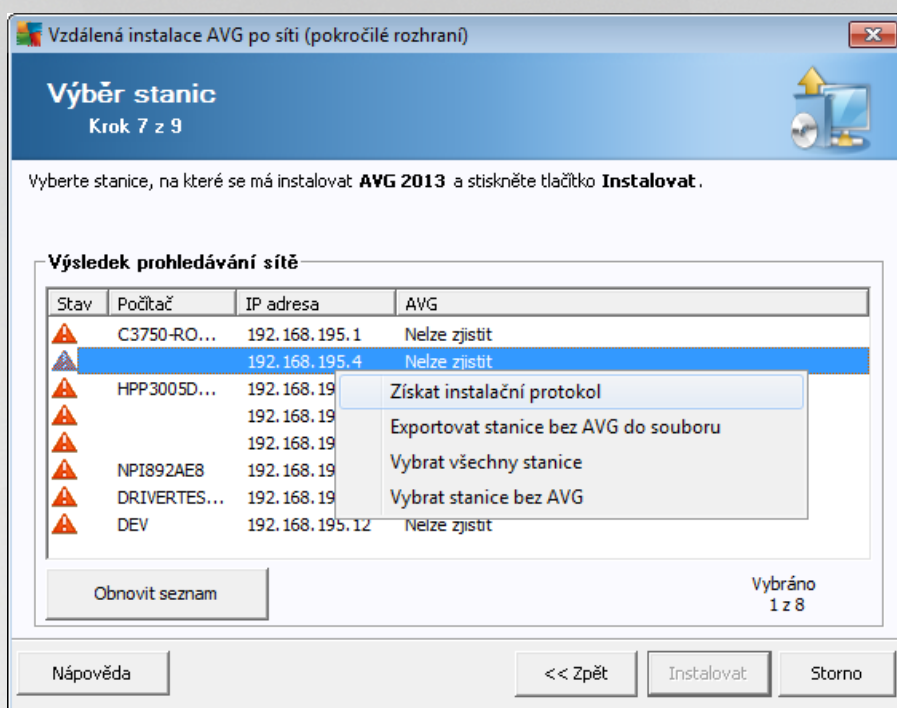 Vzdálená instalace AVG po síti (pokročilé rozhraní)
Výběr stanic
Krok 7 z 9
Vyberte stanice, na které se má instalovat AVG 2013 a stiskněte tlačítko Instalovat.
Výsledek prohledávání sítě
Stav Počítač IP adresa AVG
C3750-RO... 192.168.195.1 Nelze zjistit
192.168.195.4 Nelze zjistit
HPP3005D... 192.168.19
192.168.19
192.168.19
NPI892AE8 192.168.19
DRIVERTES... 192.168.19
DEV 192.168.195.12 Nelze zjistit
Získat instalační protokol
Exportovat stanice bez AVG do souboru
Vybrat všechny stanice
Vybrat stanice bez AVG
Obnovit seznam
Vybráno
1 z 8
Nápověda << Zpět Instalovat Storno